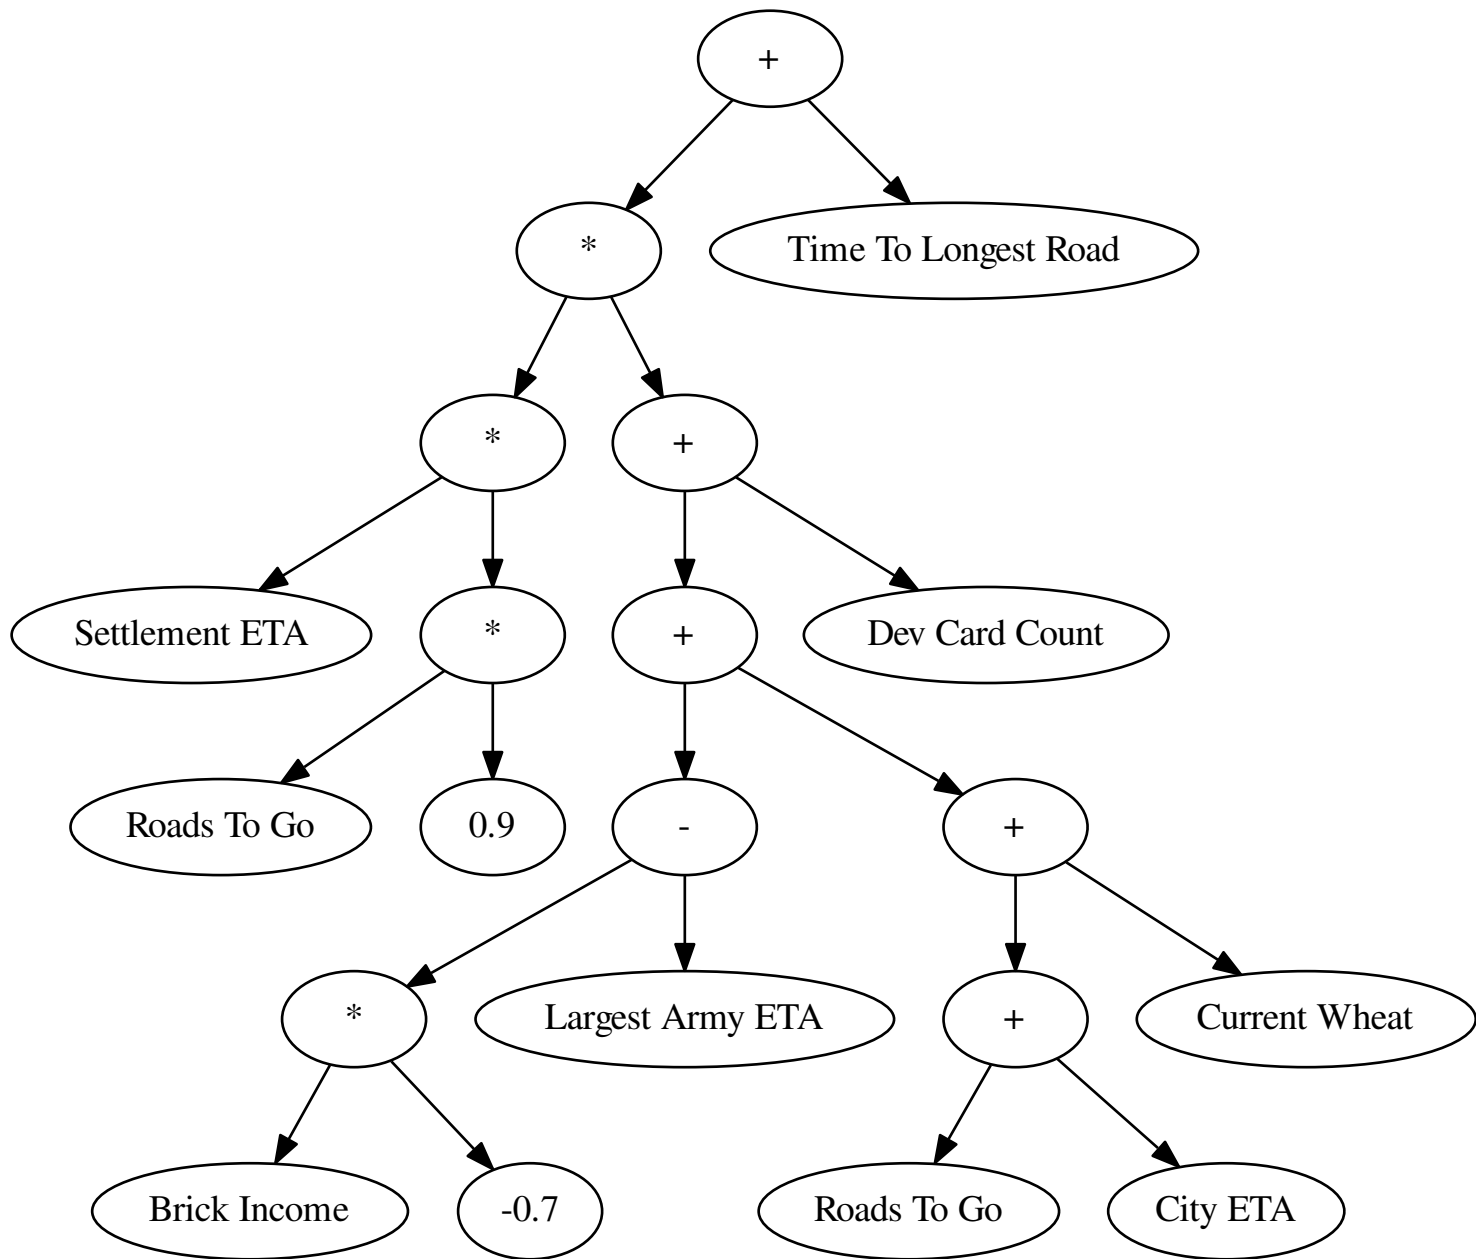 +
*
Time To Longest Road
*
+
Settlement ETA
*
+
Dev Card Count
Roads To Go
0.9
-
+
*
Largest Army ETA
+
Current Wheat
Brick Income
-0.7
Roads To Go
City ETA